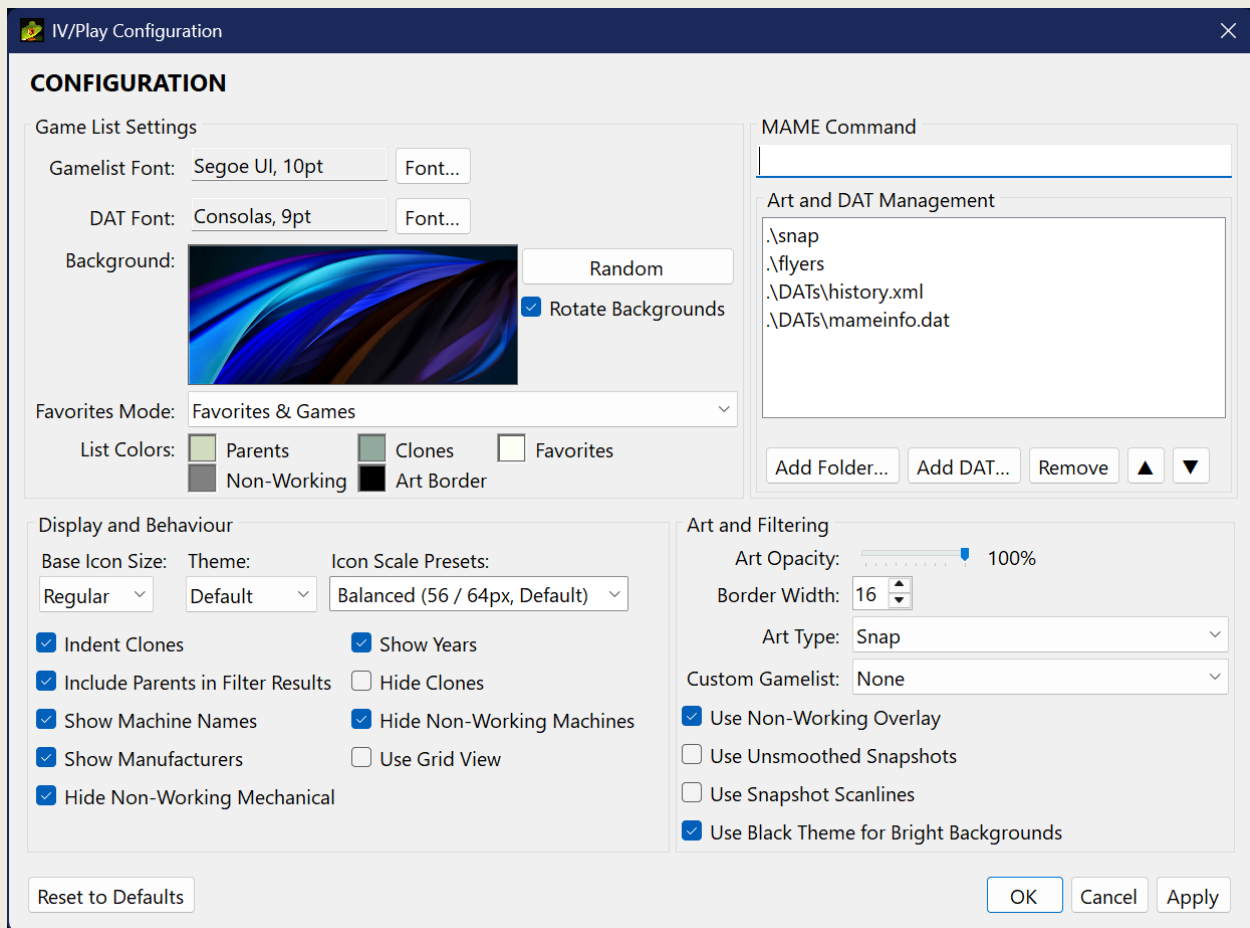 IV/Play Configuration
CONFIGURATION
Game List Settings
Gamelist Font: Segoe UI, 10pt Font...
DAT Font: Consolas, 9pt Font...
Background:
Random
Rotate Backgrounds
Favorites Mode: Favorites & Games
List Colors: Parents Clones Favorites
Non-Working Art Border
MAME Command
Art and DAT Management
.\snap
.\flyers
.\DATs\history.xml
.\DATs\mameinfo.dat
Add Folder... Add DAT... Remove ▲ ▼
Display and Behaviour
Base Icon Size: Theme: Icon Scale Presets:
Regular Default Balanced (56 / 64px, Default)
Indent Clones Show Years
Include Parents in Filter Results Hide Clones
Show Machine Names Hide Non-Working Machines
Show Manufacturers Use Grid View
Hide Non-Working Mechanical
Art and Filtering
Art Opacity: 100%
Border Width: 16
Art Type: Snap
Custom Gamelist: None
Use Non-Working Overlay
Use Unsmoothed Snapshots
Use Snapshot Scanlines
Use Black Theme for Bright Backgrounds
Reset to Defaults OK Cancel Apply